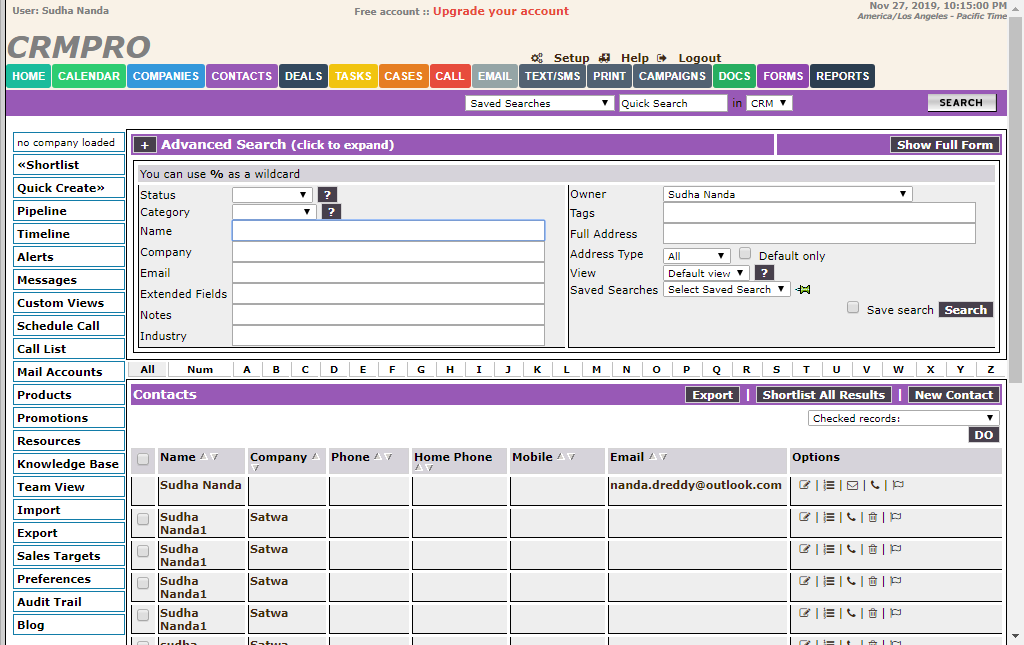 User: Sudha Nanda
Free account :: Upgrade your account
Nov 27, 2019, 10:15:00 PM
America/Los Angeles - Pacific Time
CRMPRO
Setup Help Logout
HOME CALENDAR COMPANIES CONTACTS DEALS TASKS CASES CALL EMAIL TEXT/SMS PRINT CAMPAIGNS DOCS FORMS REPORTS
Saved Searches Quick Search in CRM SEARCH
no company loaded
«Shortlist
Quick Create»
Pipeline
Timeline
Alerts
Messages
Custom Views
Schedule Call
Call List
Mail Accounts
Products
Promotions
Resources
Knowledge Base
Team View
Import
Export
Sales Targets
Preferences
Audit Trail
Blog
+ Advanced Search (click to expand) Show Full Form
You can use % as a wildcard
Status ?
Category ?
Name
Company
Email
Extended Fields
Notes
Industry
Owner Sudha Nanda
Tags
Full Address
Address Type All Default only
View Default view ?
Saved Searches Select Saved Search
Save search Search
All Num A B C D E F G H I J K L M N O P Q R S T U V W X Y Z
Contacts Export | Shortlist All Results | New Contact
Checked records:
DO
Name Company Phone Home Phone Mobile Email Options
Sudha Nanda nanda.dreddy@outlook.com
Sudha Nanda1 Satwa
Sudha Nanda1 Satwa
Sudha Nanda1 Satwa
Sudha Nanda1 Satwa
sudha Satwa